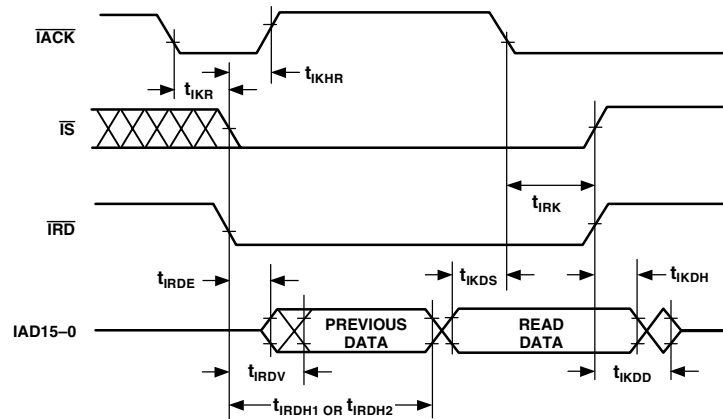 IACK
tIKR
tIKHR
IS
tIRK
IRD
tIRDE
tIKDS
tIKDH
IAD15–0
PREVIOUS DATA
READ DATA
tIRDV
tIKDD
tIRDH1 OR tIRDH2